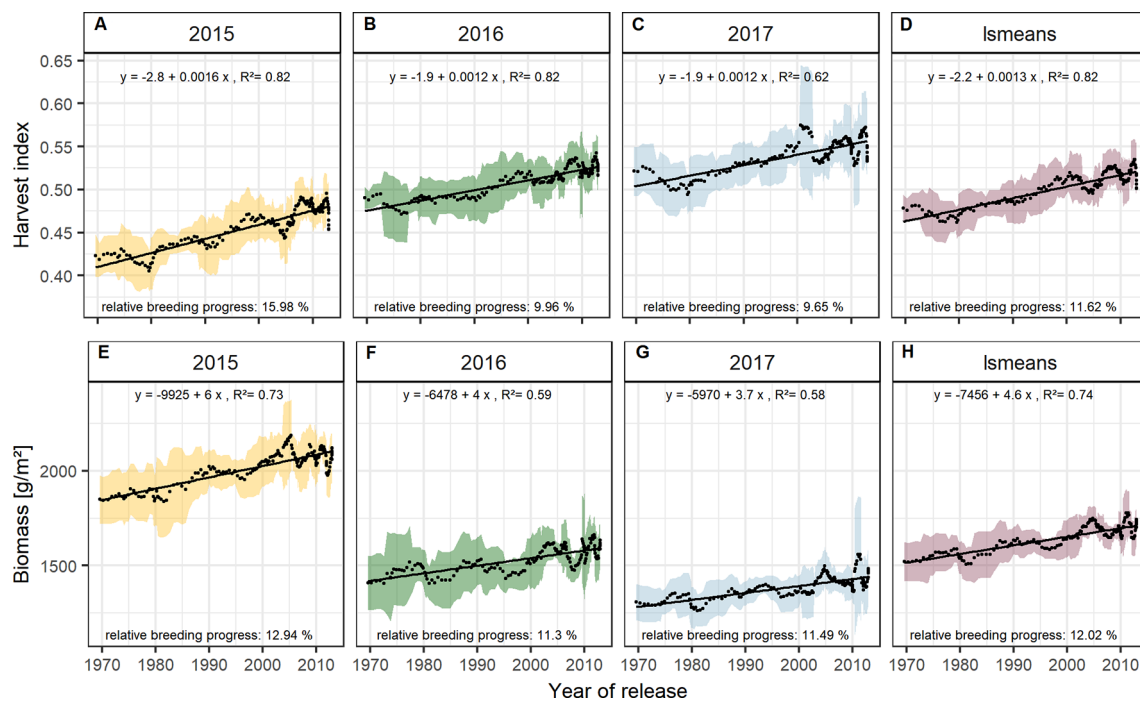 A
2015
B
2016
C
2017
D
lsmeans
y = -2.8 + 0.0016 x , R²= 0.82
y = -1.9 + 0.0012 x , R²= 0.82
y = -1.9 + 0.0012 x , R²= 0.62
y = -2.2 + 0.0013 x , R²= 0.82
0.65
0.60
0.55
0.50
0.45
0.40
Harvest index
relative breeding progress: 15.98 %
relative breeding progress: 9.96 %
relative breeding progress: 9.65 %
relative breeding progress: 11.62 %
E
2015
F
2016
G
2017
H
lsmeans
y = -9925 + 6 x , R²= 0.73
y = -6478 + 4 x , R²= 0.59
y = -5970 + 3.7 x , R²= 0.58
y = -7456 + 4.6 x , R²= 0.74
2000
1500
Biomass [g/m²]
relative breeding progress: 12.94 %
relative breeding progress: 11.3 %
relative breeding progress: 11.49 %
relative breeding progress: 12.02 %
1970 1980 1990 2000 2010
1970 1980 1990 2000 2010
1970 1980 1990 2000 2010
1970 1980 1990 2000 2010
Year of release